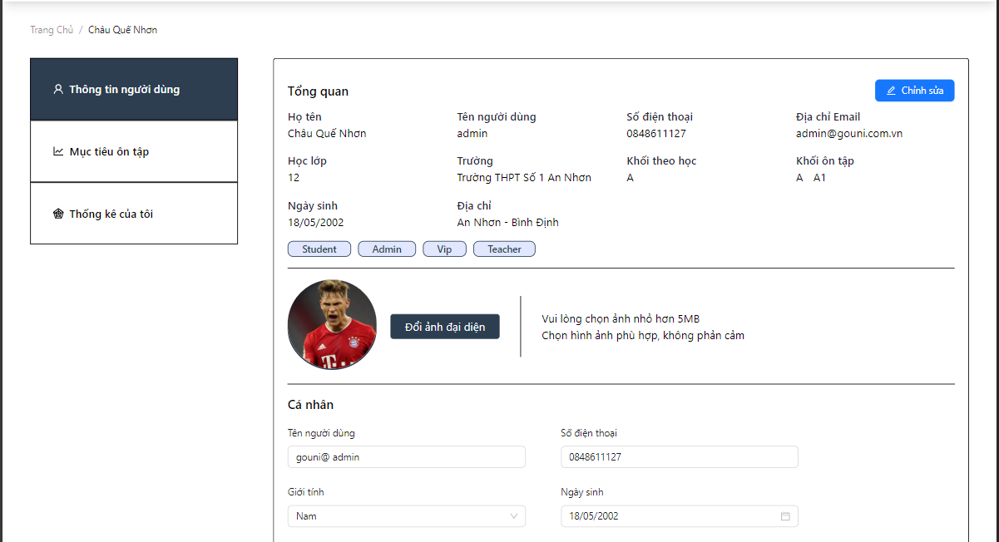 Trang Chủ / Châu Quế Nhơn
Thông tin người dùng
Mục tiêu ôn tập
Thống kê của tôi
Tổng quan
Chỉnh sửa
Họ tên Tên người dùng Số điện thoại Địa chỉ Email
Châu Quế Nhơn admin 0848611127 admin@gouni.com.vn
Học lớp Trường Khối theo học Khối ôn tập
12 Trường THPT Số 1 An Nhơn A A A1
Ngày sinh Địa chỉ
18/05/2002 An Nhơn - Bình Định
Student Admin Vip Teacher
Đổi ảnh đại diện
Vui lòng chọn ảnh nhỏ hơn 5MB
Chọn hình ảnh phù hợp, không phản cảm
Cá nhân
Tên người dùng Số điện thoại
gouni@ admin 0848611127
Giới tính Ngày sinh
Nam 18/05/2002